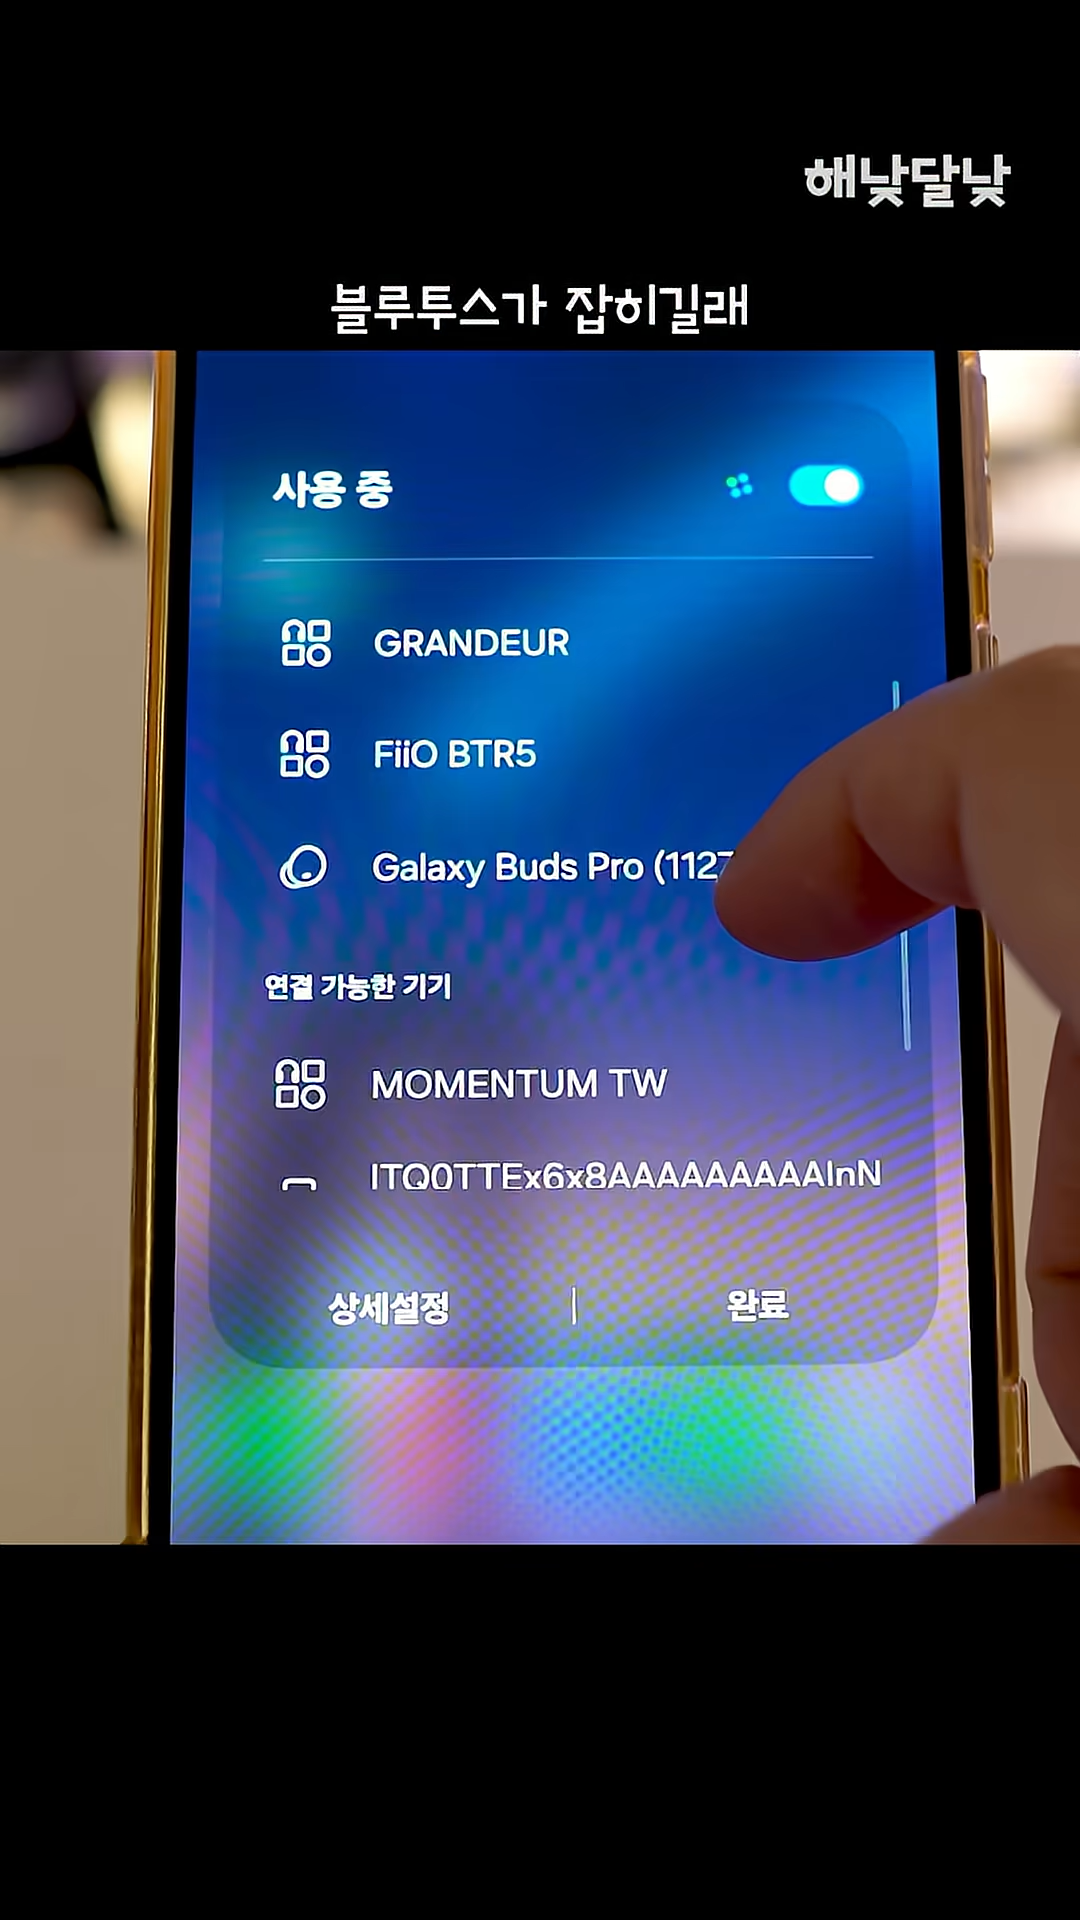 해낮달낮
블루투스가 잡히길래
사용 중
GRANDEUR
FiiO BTR5
Galaxy Buds Pro
연결 가능한 기기
MOMENTUM TW
ITQ0TTEx6x8AAAAAAAAAInN
상세설정
완료